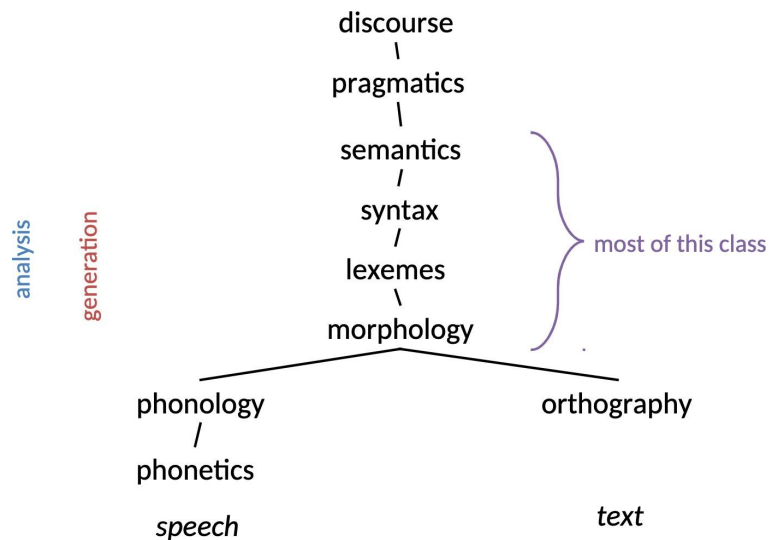 discourse
pragmatics
semantics
syntax
lexemes
morphology
most of this class
analysis
generation
phonology
orthography
phonetics
speech
text